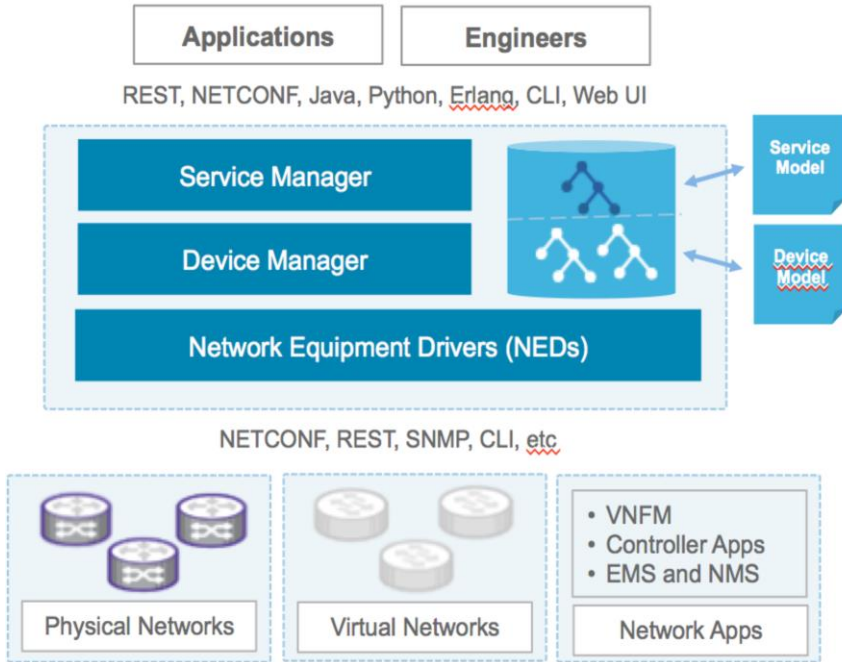 Applications
Engineers
REST, NETCONF, Java, Python, Erlang, CLI, Web UI
Service Manager
Service
Model
Device Manager
Device
Model
Network Equipment Drivers (NEDs)
NETCONF, REST, SNMP, CLI, etc
Physical Networks
Virtual Networks
• VNFM
• Controller Apps
• EMS and NMS
Network Apps